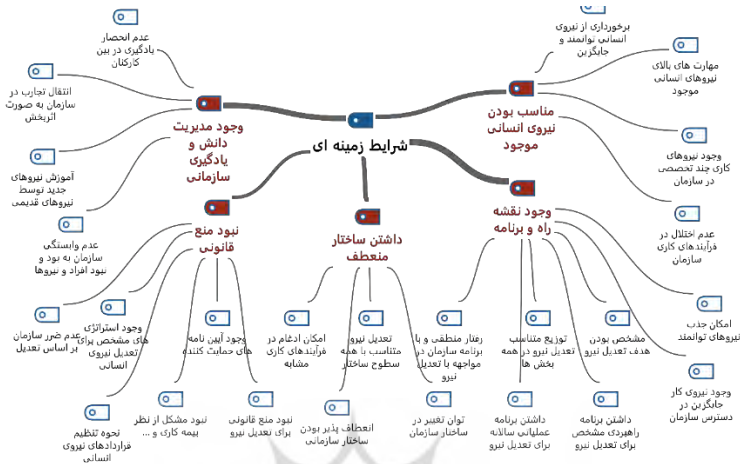 عدم انحصار
یادگیری در بین
کارکنان
انتقال تجارب در
سازمان به صورت
اثربخش
آموزش نیروهای
جدید توسط
نیروهای قدیمی
عدم وابستگی
سازمان به بود و
نبود افراد و نیروها
وجود مدیریت
دانش و
یادگیری
سازمانی
شرایط زمینه ای
برخورداری از نیروی
انسانی توانمند و
جایگزین
مهارت های بالای
نیروهای انسانی
موجود
وجود نیروهای
کاری چند تخصصی
در سازمان
عدم اختلال در
فرآیندهای کاری
سازمان
مناسب بودن
نیروی انسانی
موجود
وجود نقشه
راه و برنامه
امکان جذب
نیروهای توانمند
وجود نیروی کار
جایگزین در
دسترس سازمان
مشخص بودن
هدف تعدیل نیرو
داشتن برنامه
راهبردی مشخص
برای تعدیل نیرو
توزیع متناسب
تعدیل نیرو در همه
بخش ها
داشتن برنامه
عملیاتی سالانه
برای تعدیل نیرو
رفتار منطقی و با
برنامه سازمان در
مواجهه با تعدیل
نیرو
داشتن ساختار
منعطف
توان تغییر در
ساختار سازمان
تعدیل نیرو
متناسب با همه
سطوح ساختار
انعطاف پذیر بودن
ساختار سازمانی
امکان ادغام در
فرآیندهای کاری
مشابه
نبود منع
قانونی
نبود منع قانونی
برای تعدیل نیرو
وجود آیین نامه
های حمایت کننده
نبود مشکل از نظر
بیمه کاری و ...
وجود استراتژی
های مشخص برای
تعدیل نیروی
انسانی
نحوه تنظیم
قراردادهای نیروی
انسانی
عدم ضرر سازمان
بر اساس تعدیل